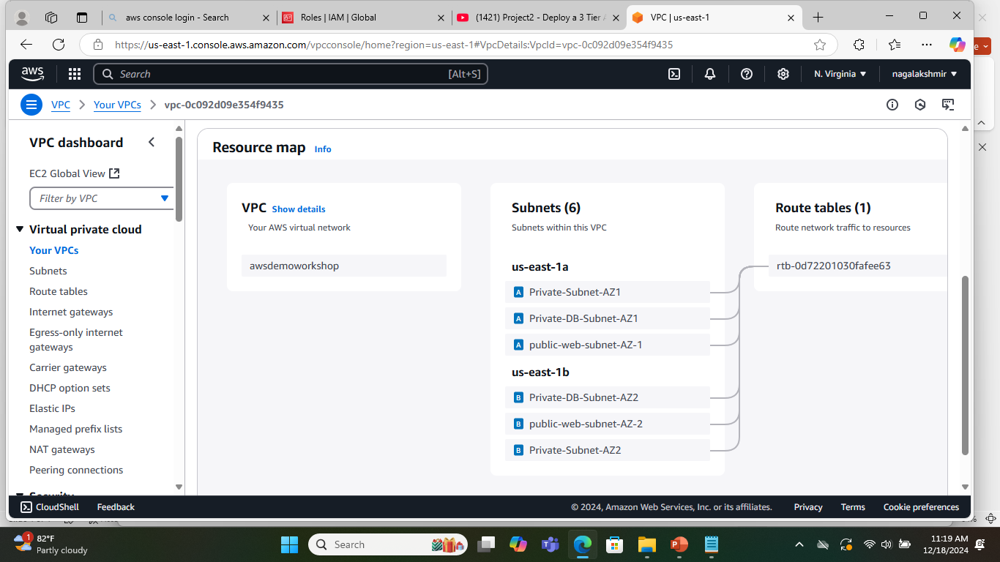 aws console login - Search
Roles | IAM | Global
(1421) Project2 - Deploy a 3 Tier
VPC | us-east-1
https://us-east-1.console.aws.amazon.com/vpcconsole/home?region=us-east-1#VpcDetails:VpcId=vpc-0c092d09e354f9435
aws
Search
[Alt+S]
N. Virginia
nagalakshmir
VPC
Your VPCs
vpc-0c092d09e354f9435
VPC dashboard
EC2 Global View
Filter by VPC
Virtual private cloud
Your VPCs
Subnets
Route tables
Internet gateways
Egress-only internet
gateways
Carrier gateways
DHCP option sets
Elastic IPs
Managed prefix lists
NAT gateways
Peering connections
Security
Resource map Info
VPC Show details
Your AWS virtual network
awsdemoworkshop
Subnets (6)
Subnets within this VPC
us-east-1a
A Private-Subnet-AZ1
A Private-DB-Subnet-AZ1
A public-web-subnet-AZ-1
us-east-1b
B Private-DB-Subnet-AZ2
B public-web-subnet-AZ-2
B Private-Subnet-AZ2
Route tables (1)
Route network traffic to resources
rtb-0d72201030fafee63
CloudShell
Feedback
© 2024, Amazon Web Services, Inc. or its affiliates.
Privacy
Terms
Cookie preferences
1
82°F
Partly cloudy
Search
11:19 AM
12/18/2024